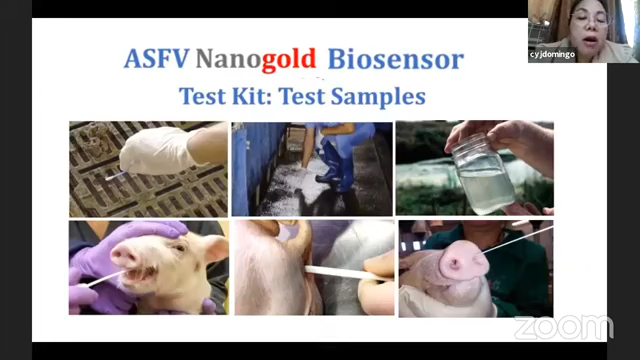 ASFV Nanogold Biosensor
Test Kit: Test Samples
cyjdomingo
zoom